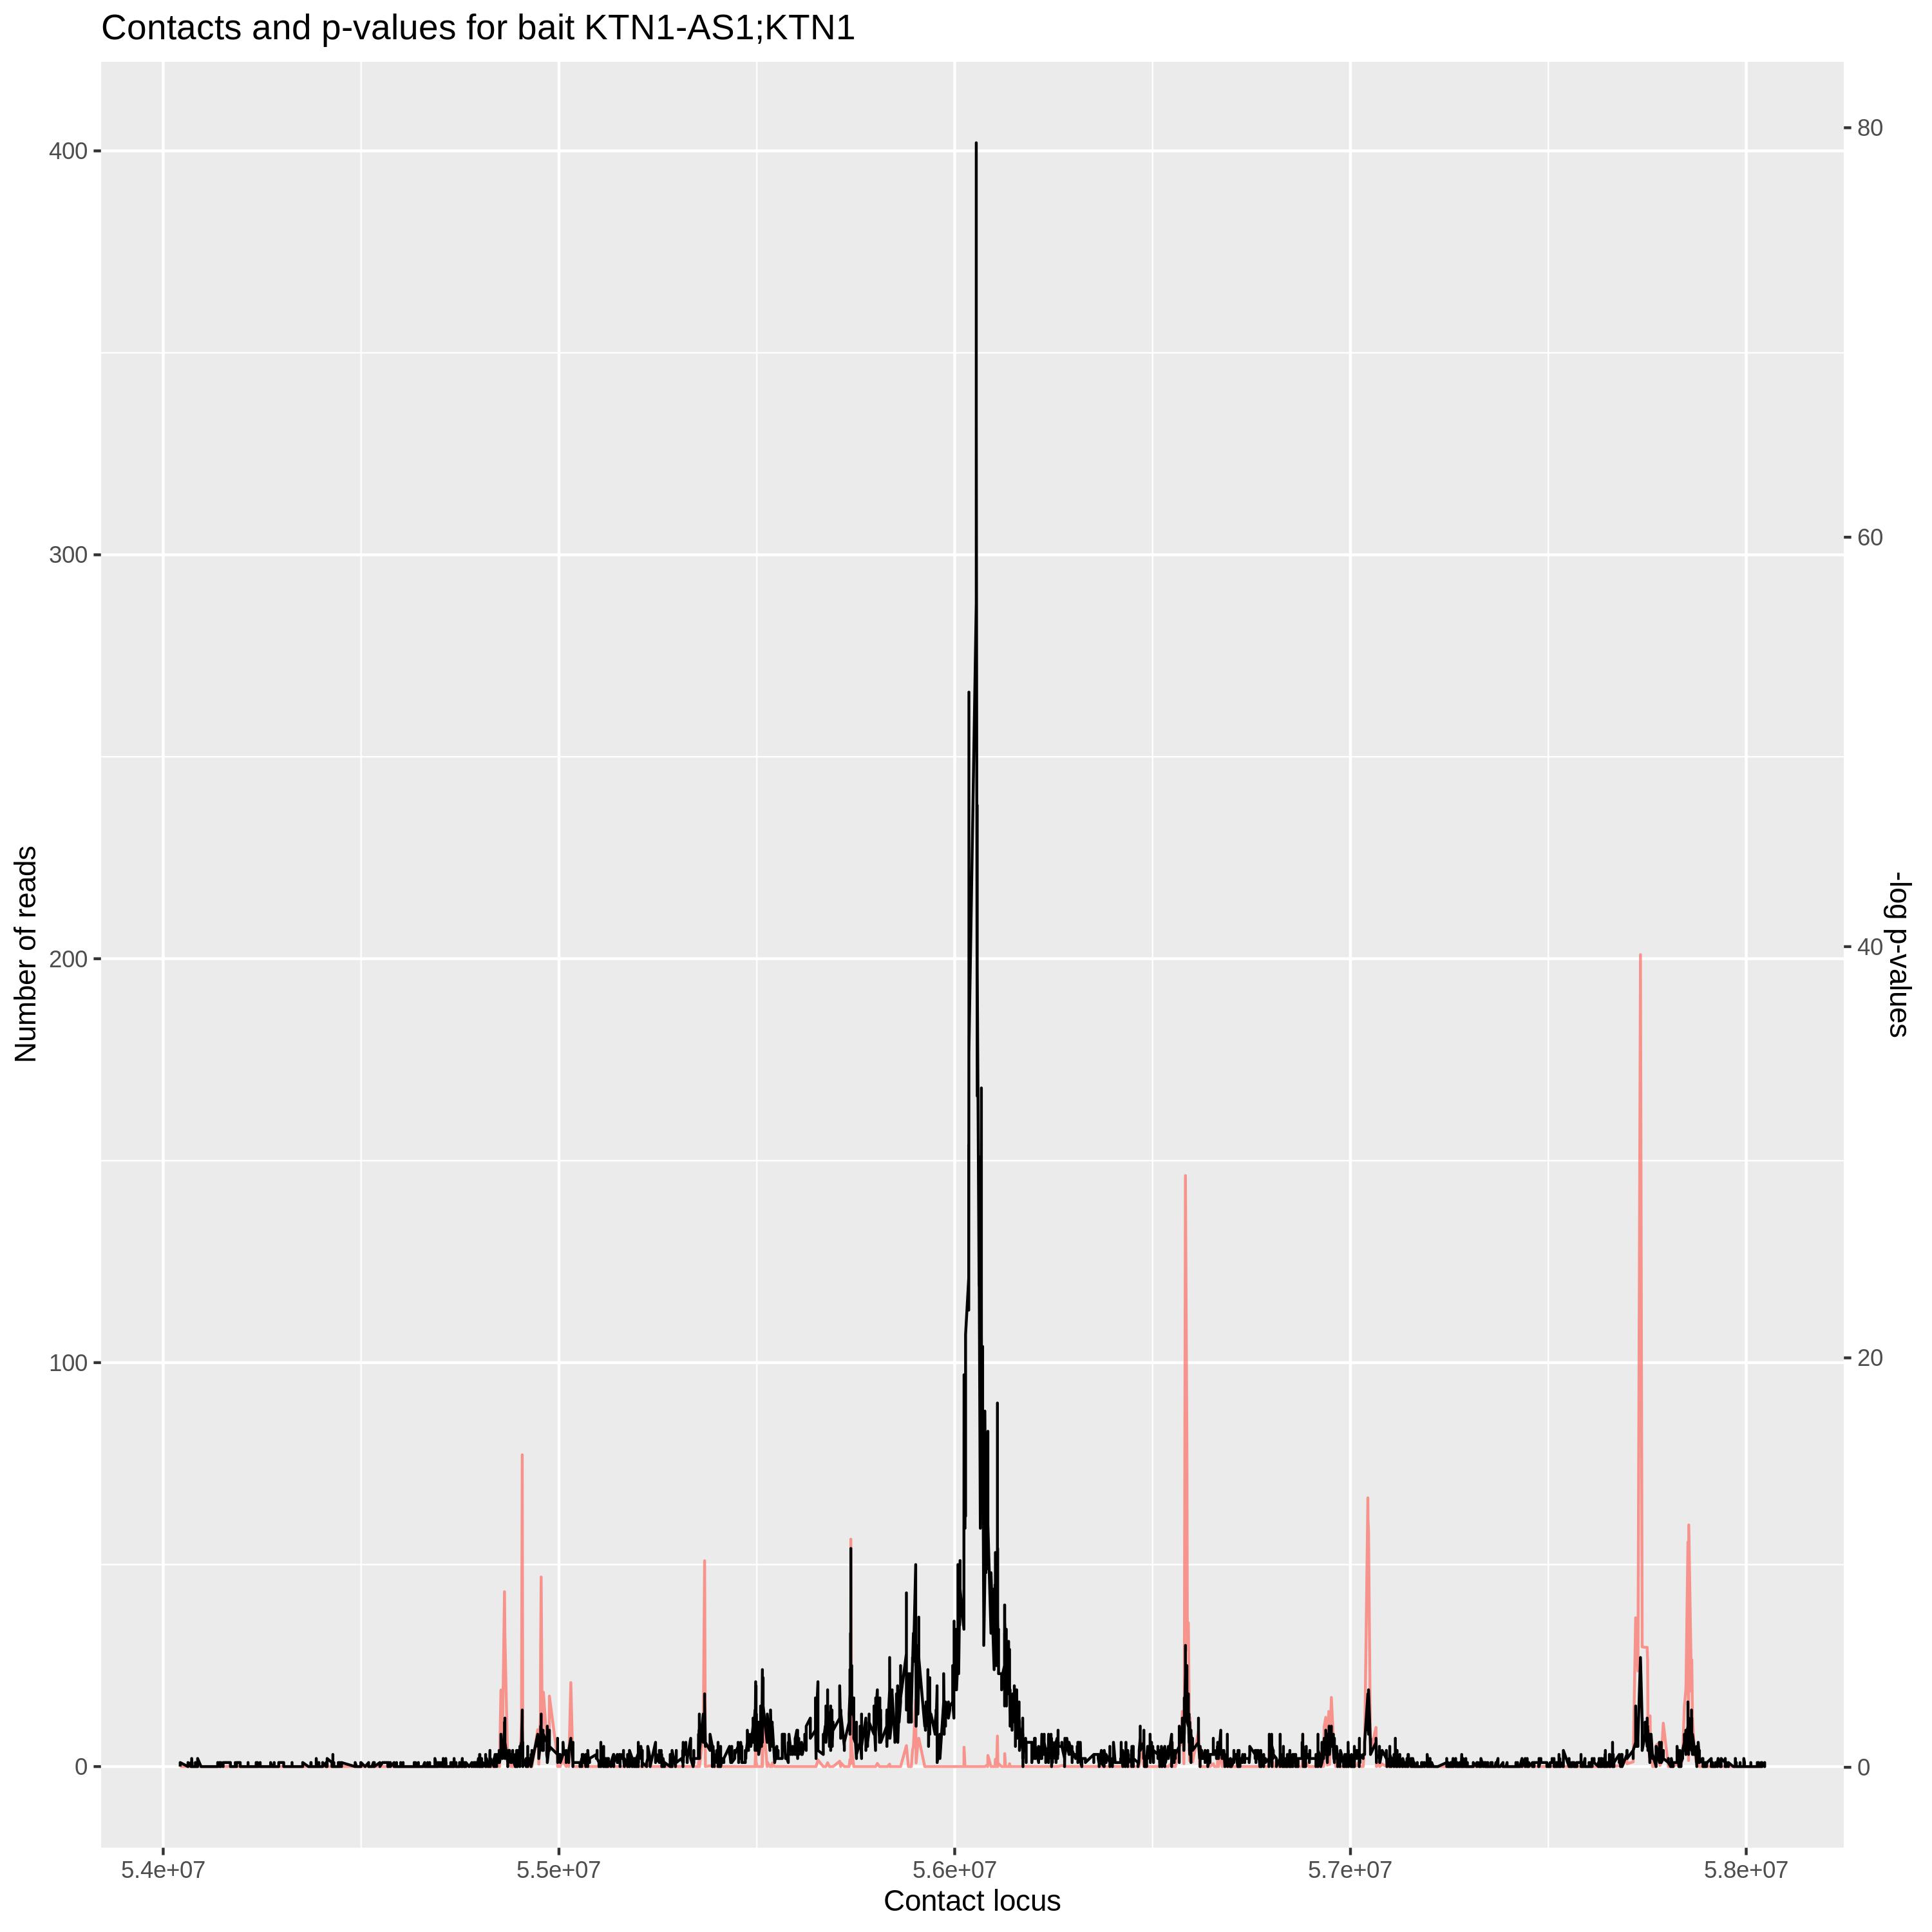 Contacts and p-values for bait KTN1-AS1;KTN1
400
300
200
100
0
Number of reads
80
60
40
20
0
-log p-values
5.4e+07
5.5e+07
5.6e+07
5.7e+07
5.8e+07
Contact locus